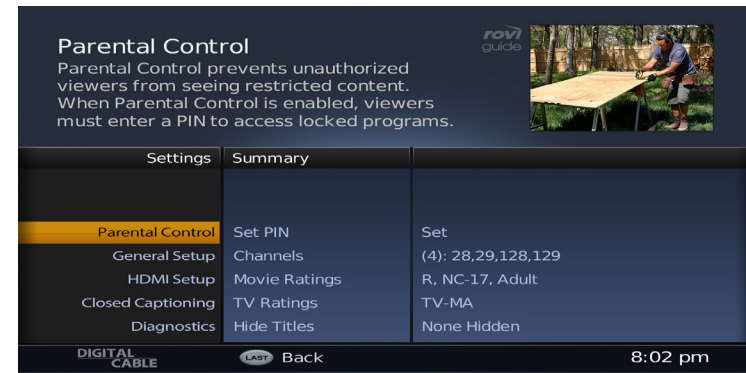 Parental Control
rovi
guide
Parental Control prevents unauthorized
viewers from seeing restricted content.
When Parental Control is enabled, viewers
must enter a PIN to access locked programs.
Settings Summary
Parental Control Set PIN Set
General Setup Channels (4): 28,29,128,129
HDMI Setup Movie Ratings R, NC-17, Adult
Closed Captioning TV Ratings TV-MA
Diagnostics Hide Titles None Hidden
DIGITAL
CABLE
LAST Back 8:02 pm